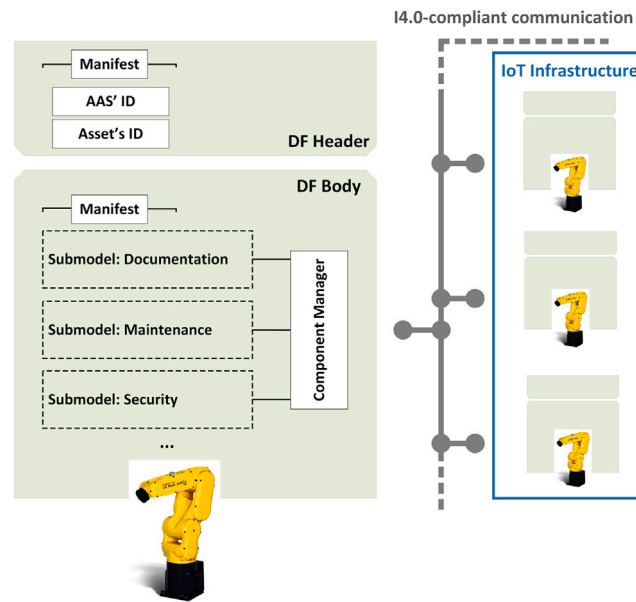 I4.0-compliant communication
Manifest
AAS' ID
Asset's ID
DF Header
DF Body
Manifest
Submodel: Documentation
Submodel: Maintenance
Submodel: Security
...
Component Manager
IoT Infrastructure